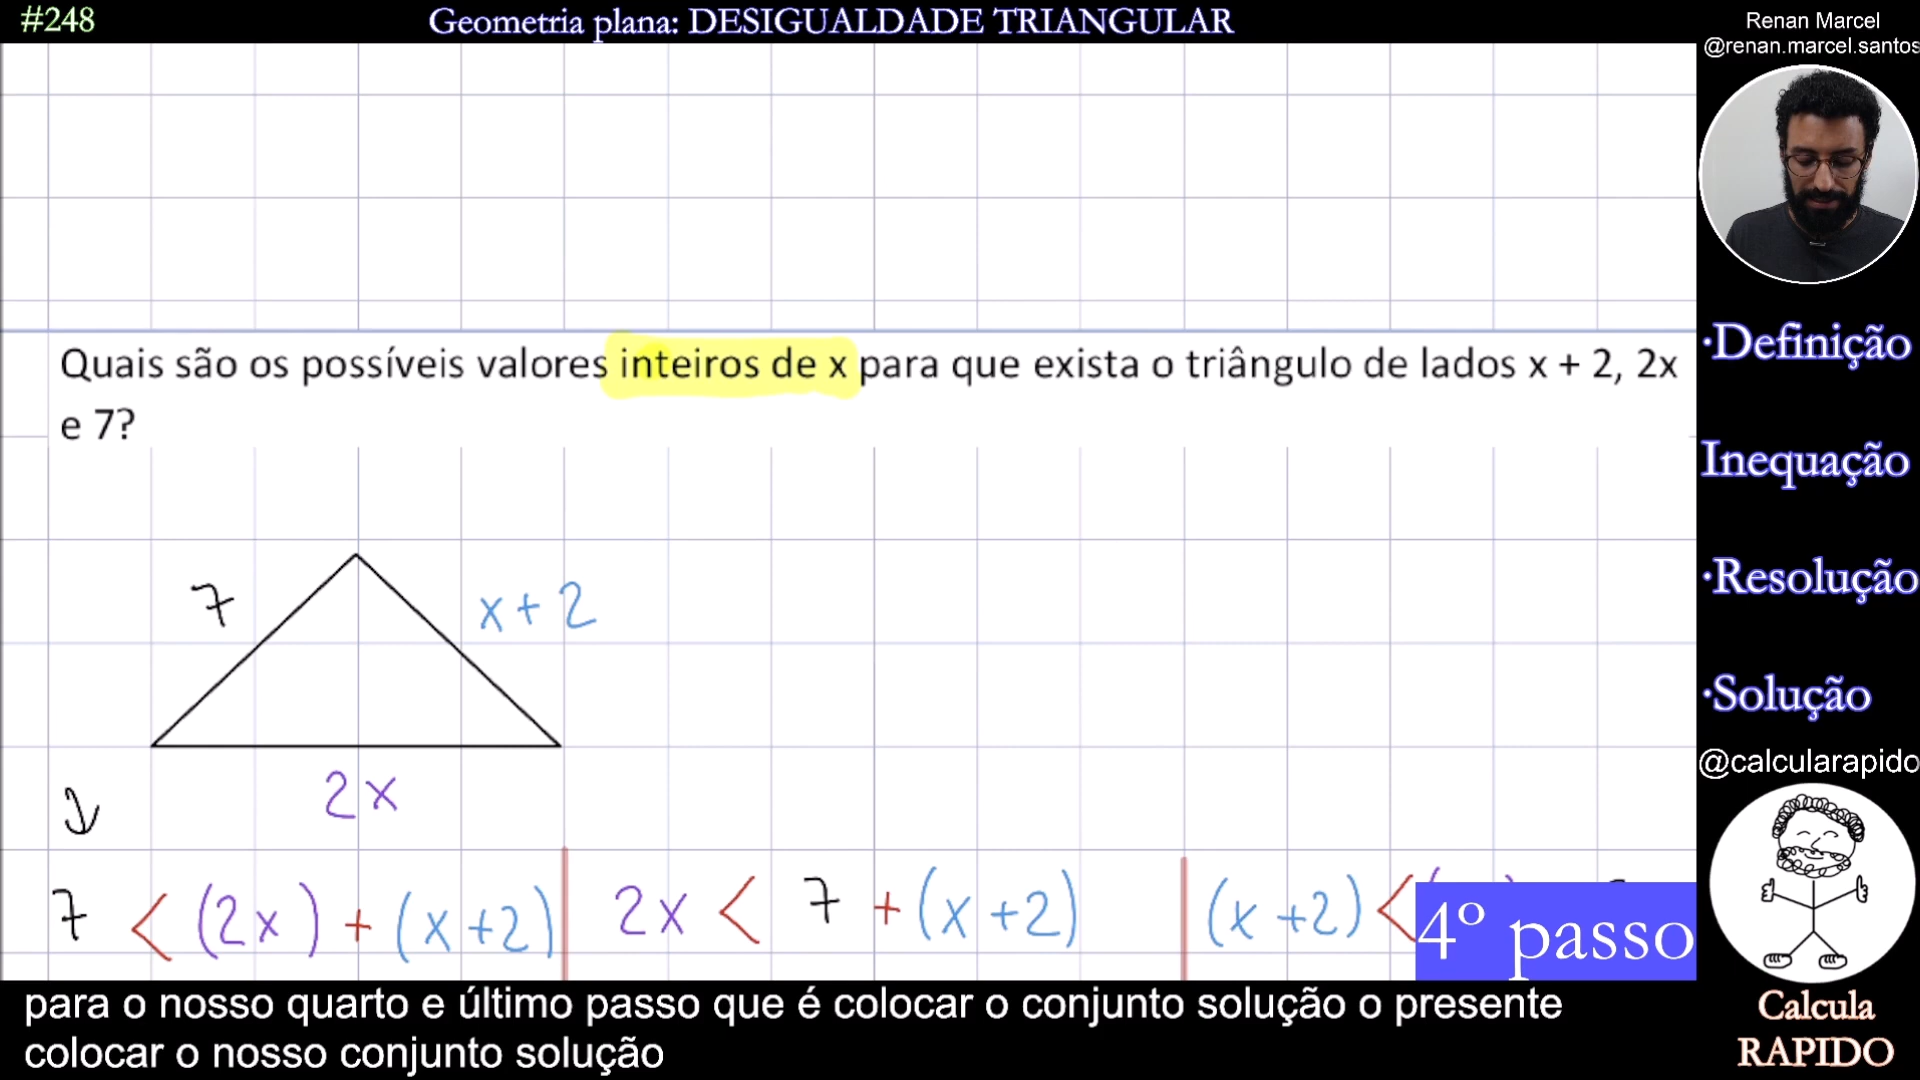 #248
Geometria plana: DESIGUALDADE TRIANGULAR
Renan Marcel
@renan.marcel.santos
Quais são os possíveis valores inteiros de x para que exista o triângulo de lados x + 2, 2x
e 7?
·Definição
Inequação
·Resolução
·Solução
7
x+2
2x
7 < (2x) + (x+2)
2x < 7 + (x+2)
(x+2) <
4º passo
@calcularapido
Calcula
RAPIDO
para o nosso quarto e último passo que é colocar o conjunto solução o presente
colocar o nosso conjunto solução